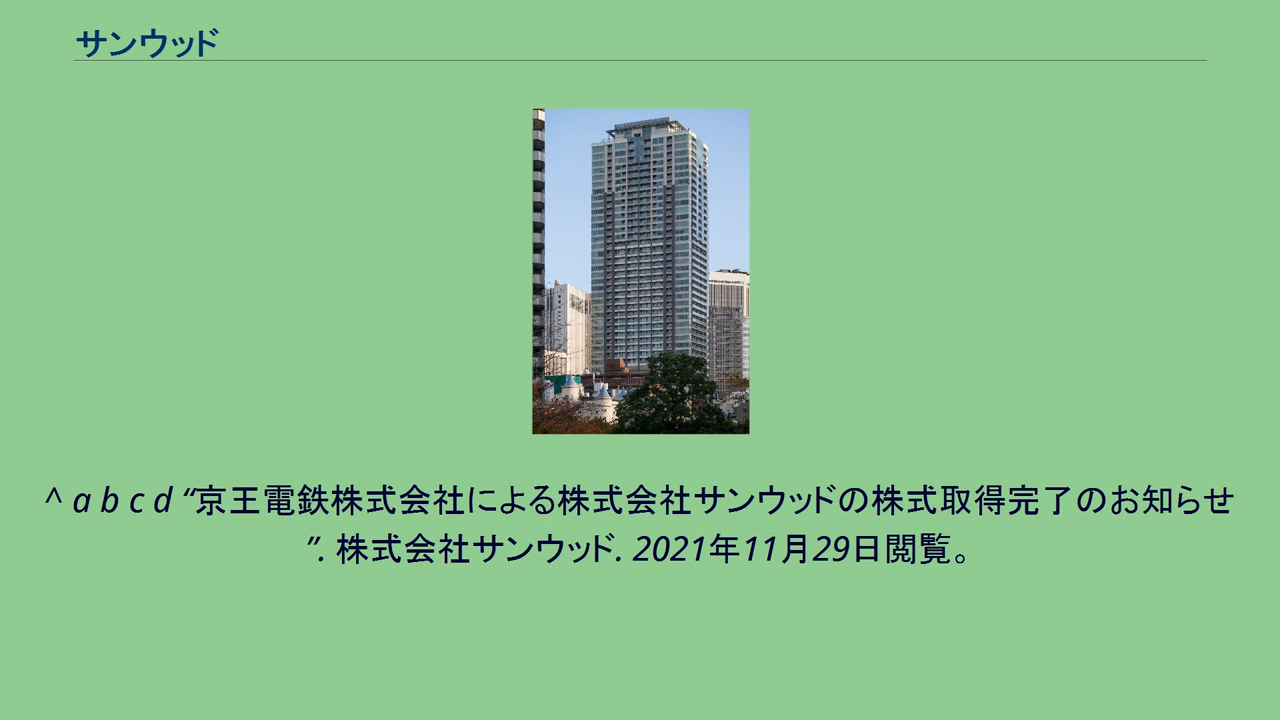 サンウッド
^ a b c d “京王電鉄株式会社による株式会社サンウッドの株式取得完了のお知らせ
”. 株式会社サンウッド. 2021年11月29日閲覧。